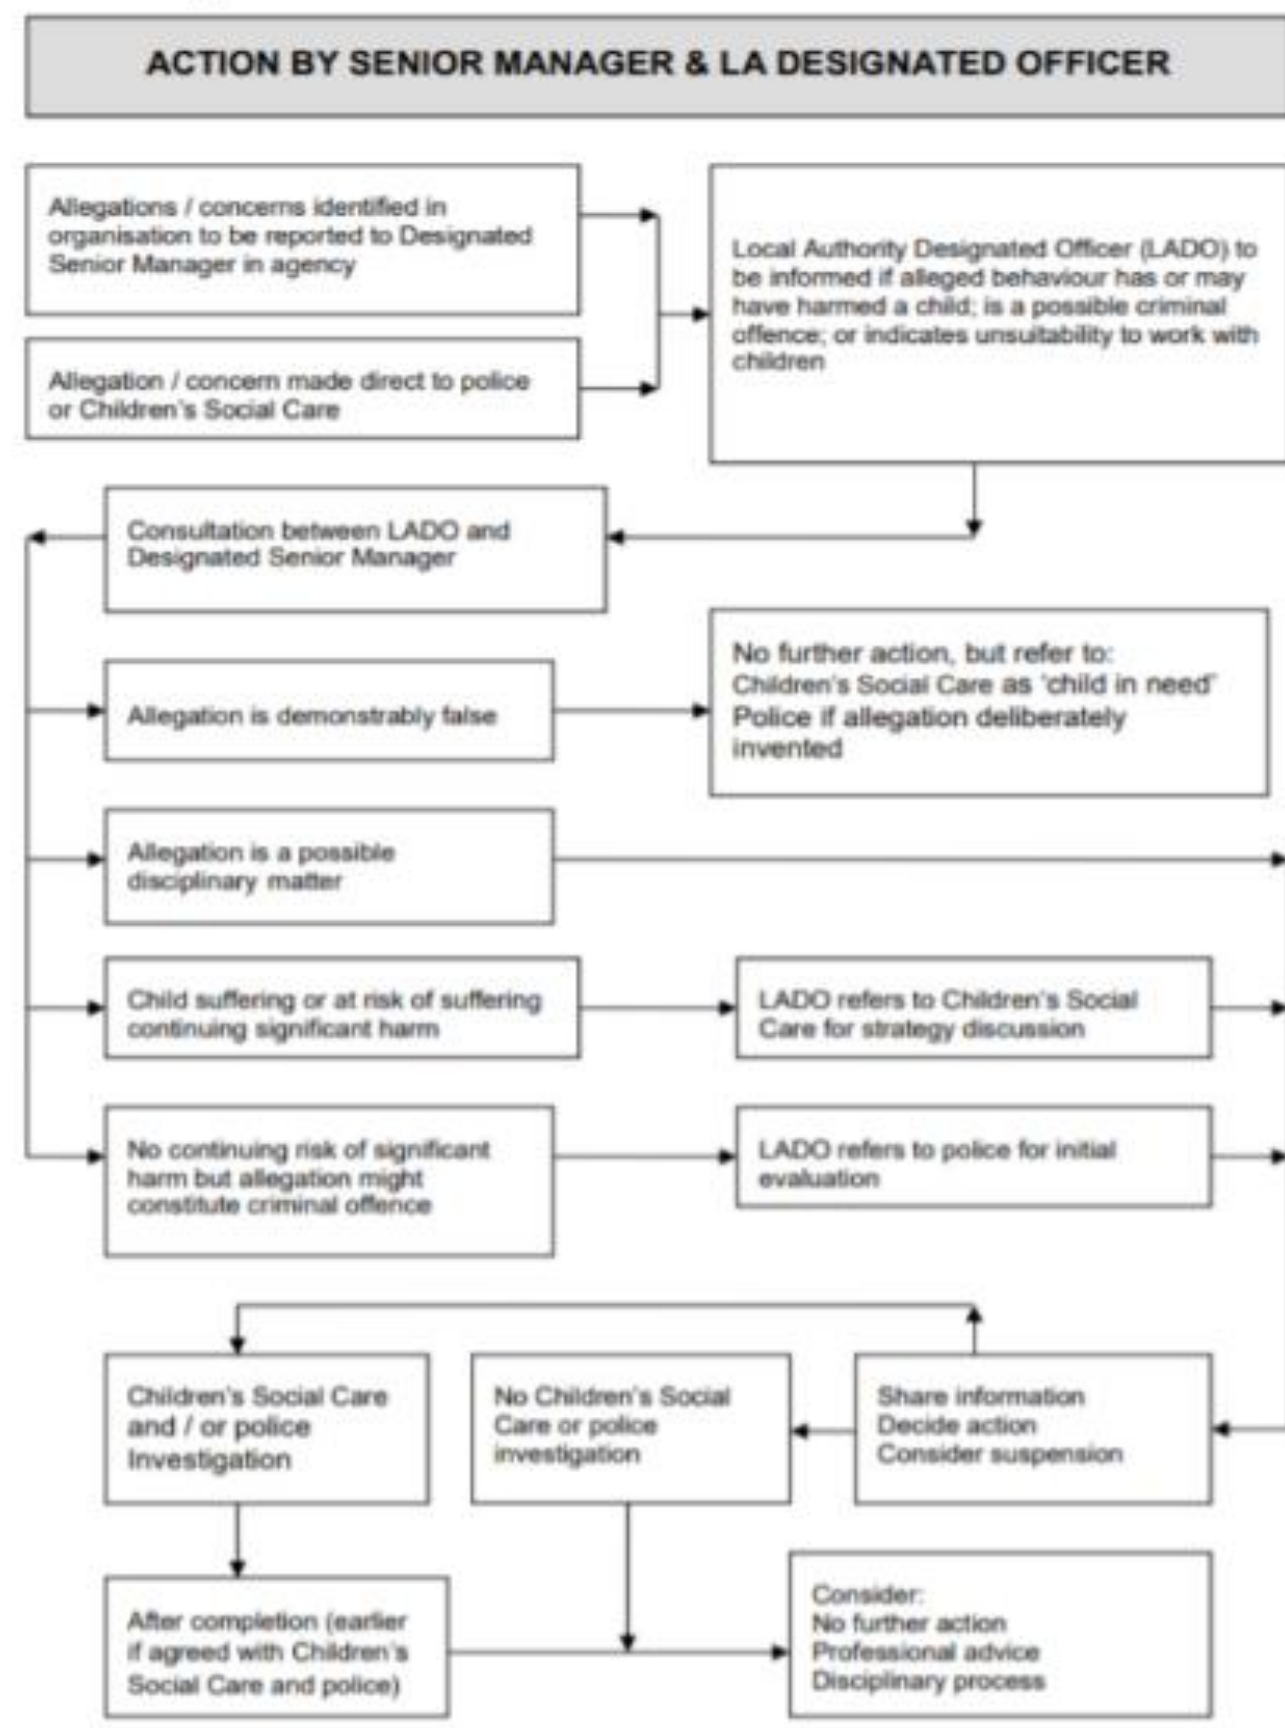 ACTION BY SENIOR MANAGER & LA DESIGNATED OFFICER
Allegations / concerns identified in
organisation to be reported to Designated
Senior Manager in agency
Allegation / concern made direct to police
or Children's Social Care
Local Authority Designated Officer (LADO) to
be informed if alleged behaviour has or may
have harmed a child; is a possible criminal
offence; or indicates unsuitability to work with
children
Consultation between LADO and
Designated Senior Manager
Allegation is demonstrably false
No further action, but refer to:
Children's Social Care as 'child in need'
Police if allegation deliberately
invented
Allegation is a possible
disciplinary matter
Child suffering or at risk of suffering
continuing significant harm
LADO refers to Children's Social
Care for strategy discussion
No continuing risk of significant
harm but allegation might
constitute criminal offence
LADO refers to police for initial
evaluation
Children's Social Care
and / or police
Investigation
No Children's Social
Care or police
investigation
Share information
Decide action
Consider suspension
After completion (earlier
if agreed with Children's
Social Care and police)
Consider:
No further action
Professional advice
Disciplinary process